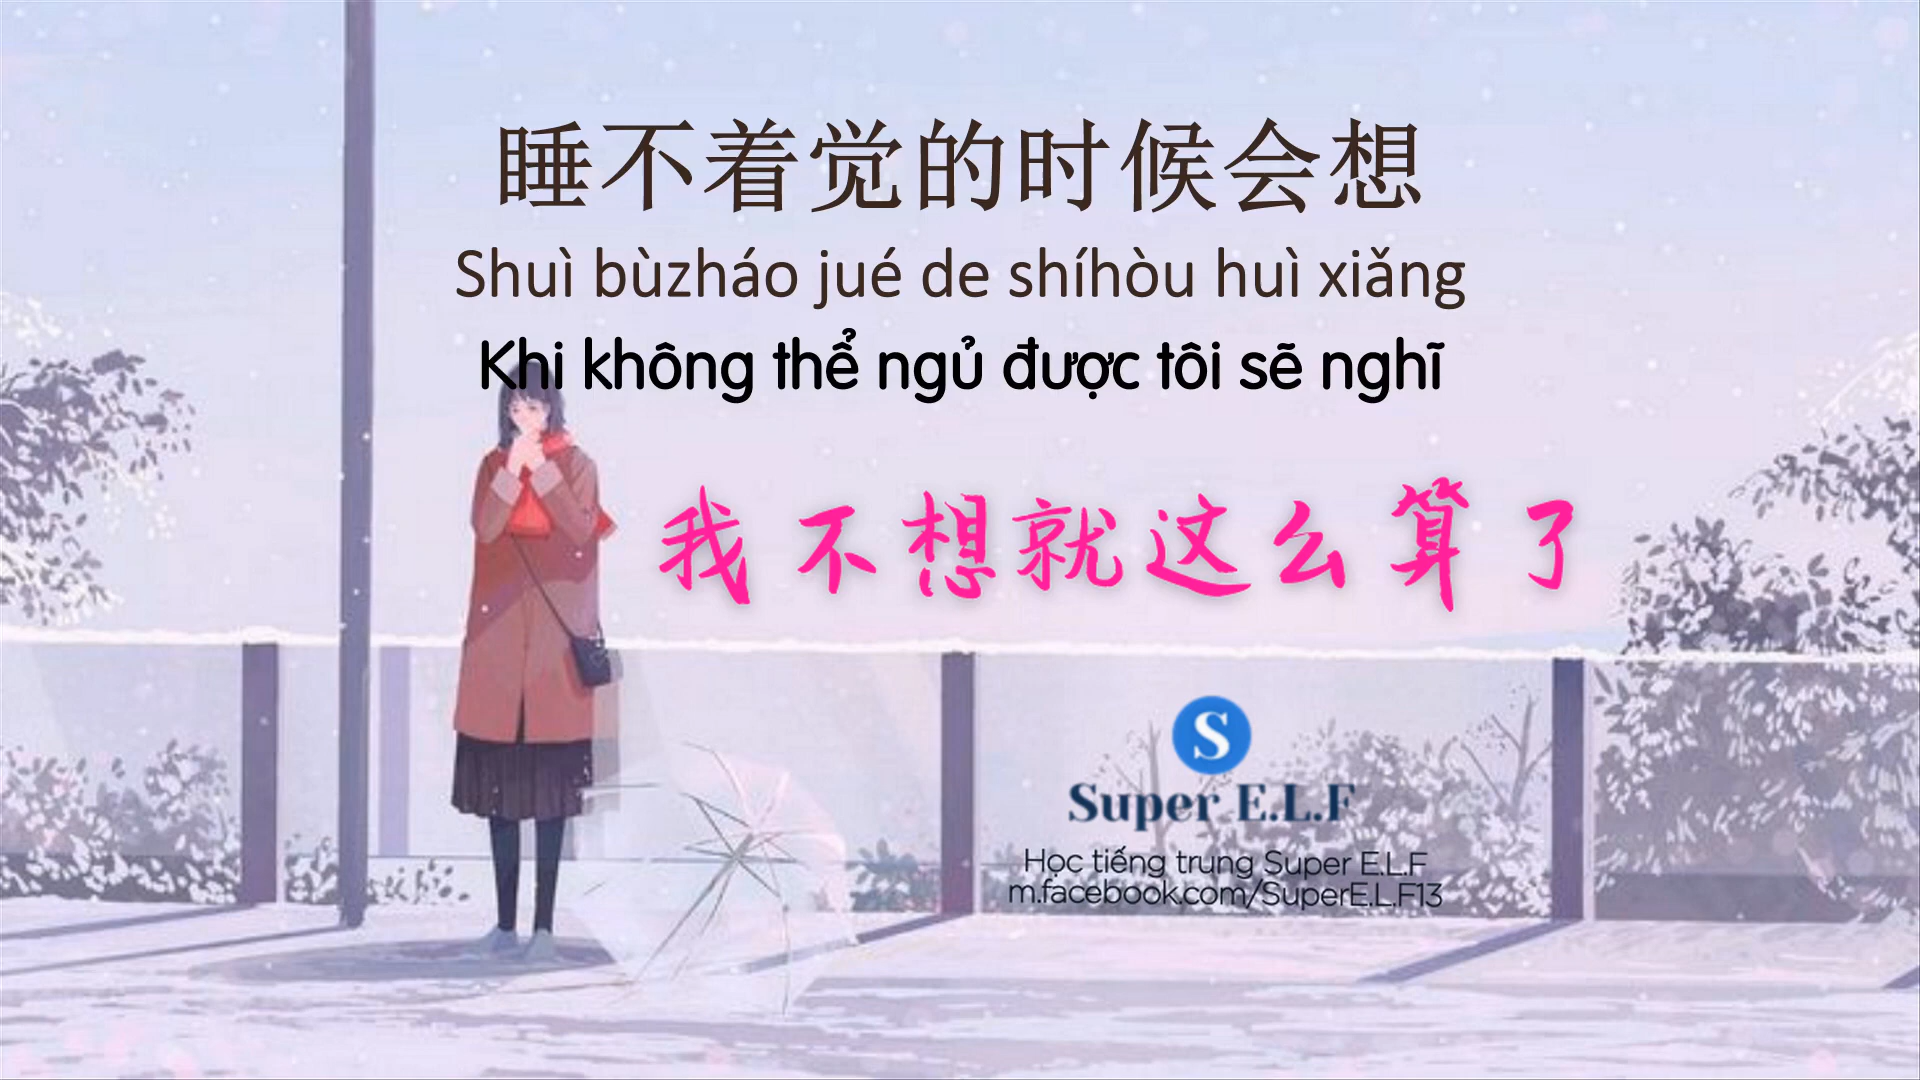 睡不着觉的时候会想
Shuì bùzháo jué de shíhòu huì xiǎng
Khi không thể ngủ được tôi sẽ nghĩ
我不想就这么算了
S
Super E.L.F
Học tiếng trung Super E.L.F
m.facebook.com/SuperE.L.F13